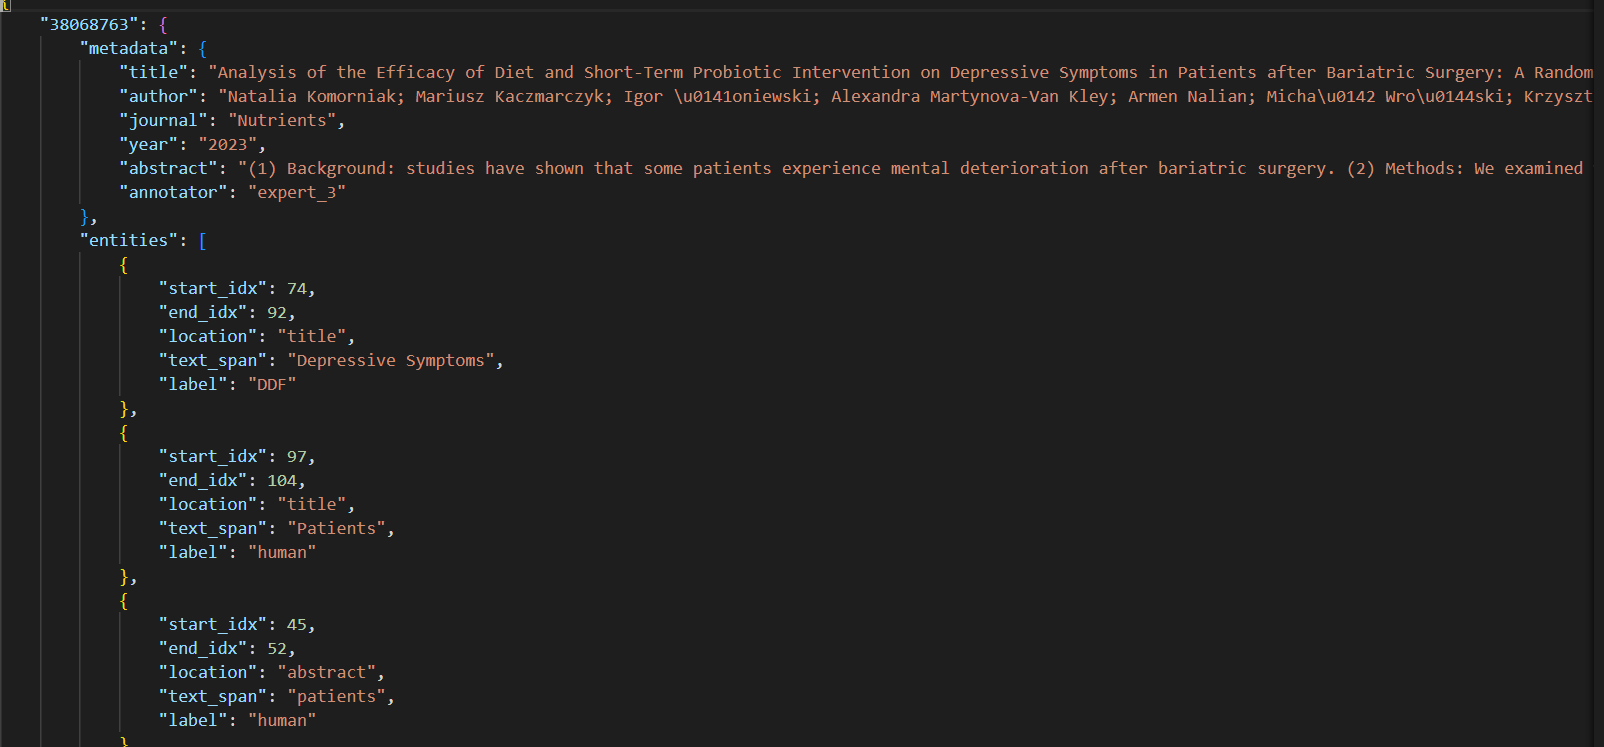 {
"38068763": {
"metadata": {
"title": "Analysis of the Efficacy of Diet and Short-Term Probiotic Intervention on Depressive Symptoms in Patients after Bariatric Surgery: A Random
"author": "Natalia Komorniak; Mariusz Kaczmarczyk; Igor \u0141oniewski; Alexandra Martynova-Van Kley; Armen Nalian; Micha\u0142 Wro\u0144ski; Krzyszt
"journal": "Nutrients",
"year": "2023",
"abstract": "(1) Background: studies have shown that some patients experience mental deterioration after bariatric surgery. (2) Methods: We examined
"annotator": "expert_3"
},
"entities": [
{
"start_idx": 74,
"end_idx": 92,
"location": "title",
"text_span": "Depressive Symptoms",
"label": "DDF"
},
{
"start_idx": 97,
"end_idx": 104,
"location": "title",
"text_span": "Patients",
"label": "human"
},
{
"start_idx": 45,
"end_idx": 52,
"location": "abstract",
"text_span": "patients",
"label": "human"
}